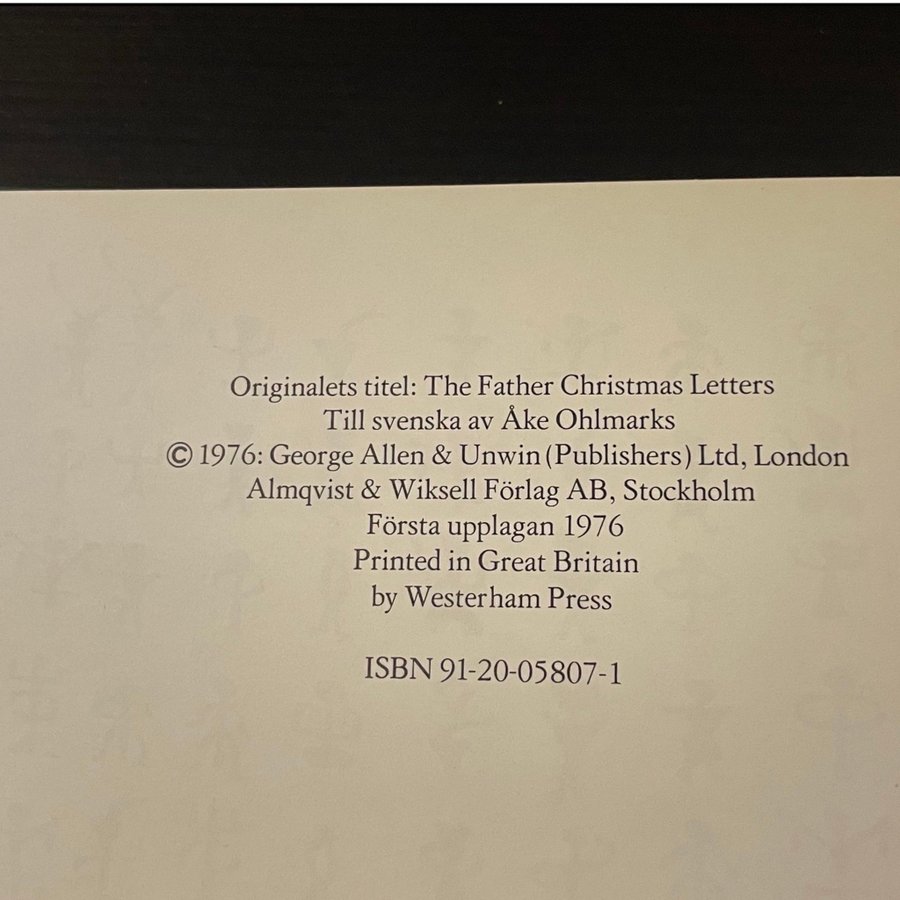 Originalets titel: The Father Christmas Letters
Till svenska av Åke Ohlmarks
© 1976: George Allen & Unwin (Publishers) Ltd, London
Almqvist & Wiksell Förlag AB, Stockholm
Första upplagan 1976
Printed in Great Britain
by Westerham Press
ISBN 91-20-05807-1